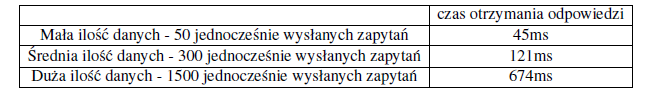 czas otrzymania odpowiedzi
Mała ilość danych - 50 jednocześnie wysłanych zapytań 45ms
Średnia ilość danych - 300 jednocześnie wysłanych zapytań 121ms
Duża ilość danych - 1500 jednocześnie wysłanych zapytań 674ms